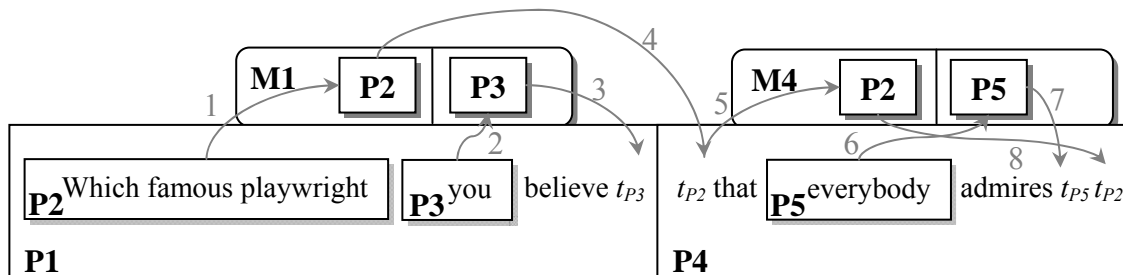 4
M1 P2 P3 3 M4 P2 P5 7
1 5
2 6 8
P2 Which famous playwright P3 you believe tP3 tP2 that P5 everybody admires tP5 tP2
P1 P4